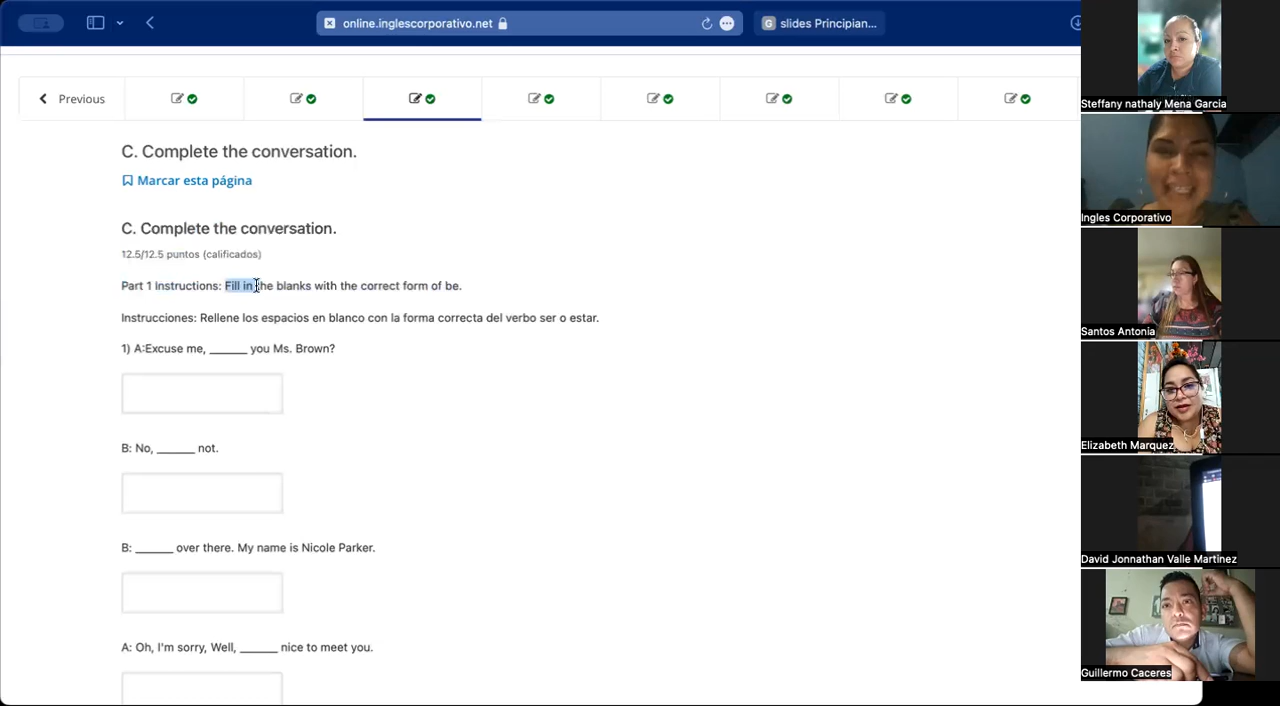 online.inglescorporativo.net
G slides Principian...
Previous
C. Complete the conversation.
Marcar esta página
C. Complete the conversation.
12.5/12.5 puntos (calificados)
Part 1 instructions: Fill in the blanks with the correct form of be.
Instrucciones: Rellene los espacios en blanco con la forma correcta del verbo ser o estar.
1) A:Excuse me, ______ you Ms. Brown?
B: No, ______ not.
B: ______ over there. My name is Nicole Parker.
A: Oh, I'm sorry, Well, ______ nice to meet you.
Steffany nathaly Mena Garcia
Ingles Corporativo
Santos Antonia
Elizabeth Marquez
David Jonnathan Valle Martinez
Guillermo Caceres